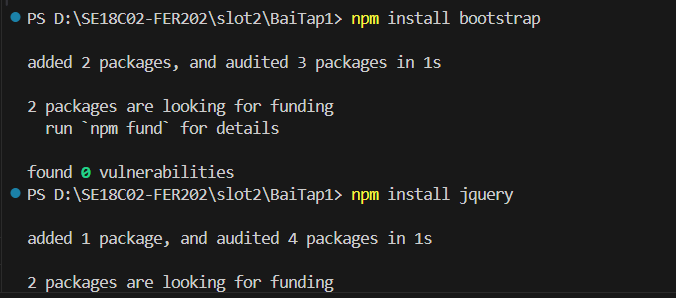 PS D:\SE18C02-FER202\slot2\BaiTap1> npm install bootstrap
added 2 packages, and audited 3 packages in 1s
2 packages are looking for funding
  run `npm fund` for details
found 0 vulnerabilities
PS D:\SE18C02-FER202\slot2\BaiTap1> npm install jquery
added 1 package, and audited 4 packages in 1s
2 packages are looking for funding